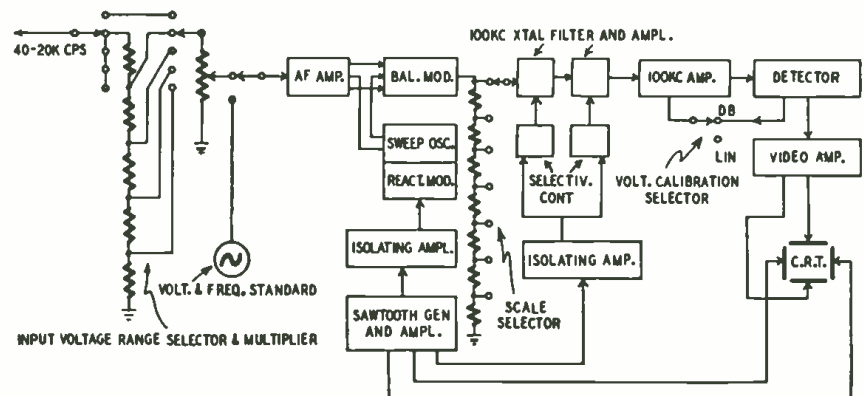 100KC XTAL FILTER AND AMPL.
40-20K CPS
AF AMP.
BAL. MOD.
100KC AMP.
DETECTOR
DB
LIN
SWEEP OSC.
REACT. MOD.
SELECTIV.
CONT
VOLT. CALIBRATION
SELECTOR
VIDEO AMP.
ISOLATING AMPL.
ISOLATING AMP.
C.R.T.
VOLT. & FREQ. STANDARD
SAWTOOTH GEN
AND AMPL.
SCALE
SELECTOR
INPUT VOLTAGE RANGE SELECTOR & MULTIPLIER